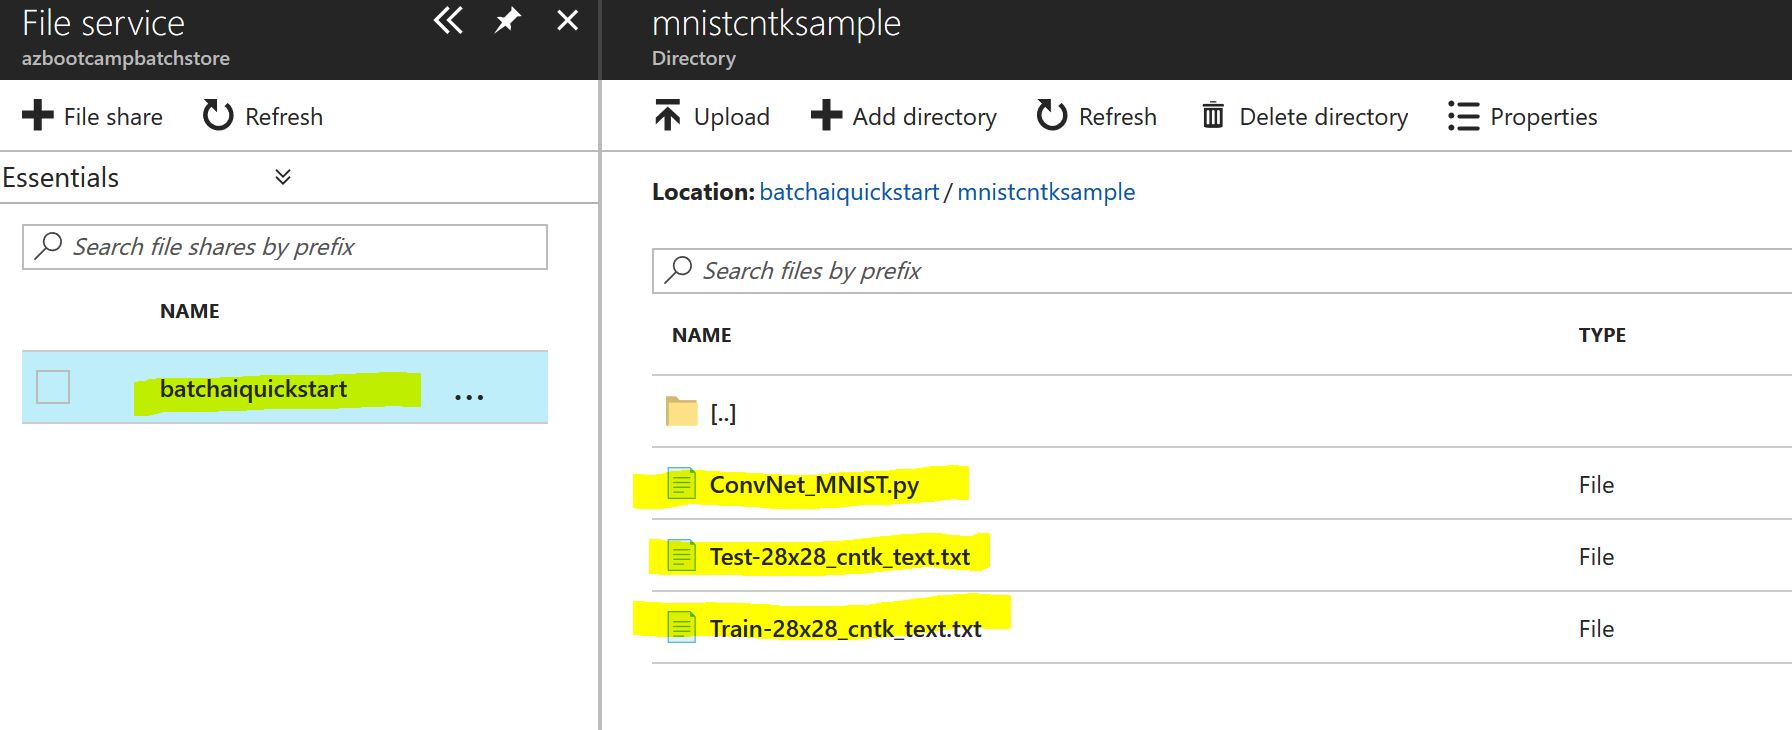 File service
azbootcampbatchstore
File share
Refresh
Essentials
Search file shares by prefix
NAME
batchaiquickstart ...
mnistcntksample
Directory
Upload
Add directory
Refresh
Delete directory
Properties
Location: batchaiquickstart / mnistcntksample
Search files by prefix
NAME TYPE
[..]
ConvNet_MNIST.py File
Test-28x28_cntk_text.txt File
Train-28x28_cntk_text.txt File